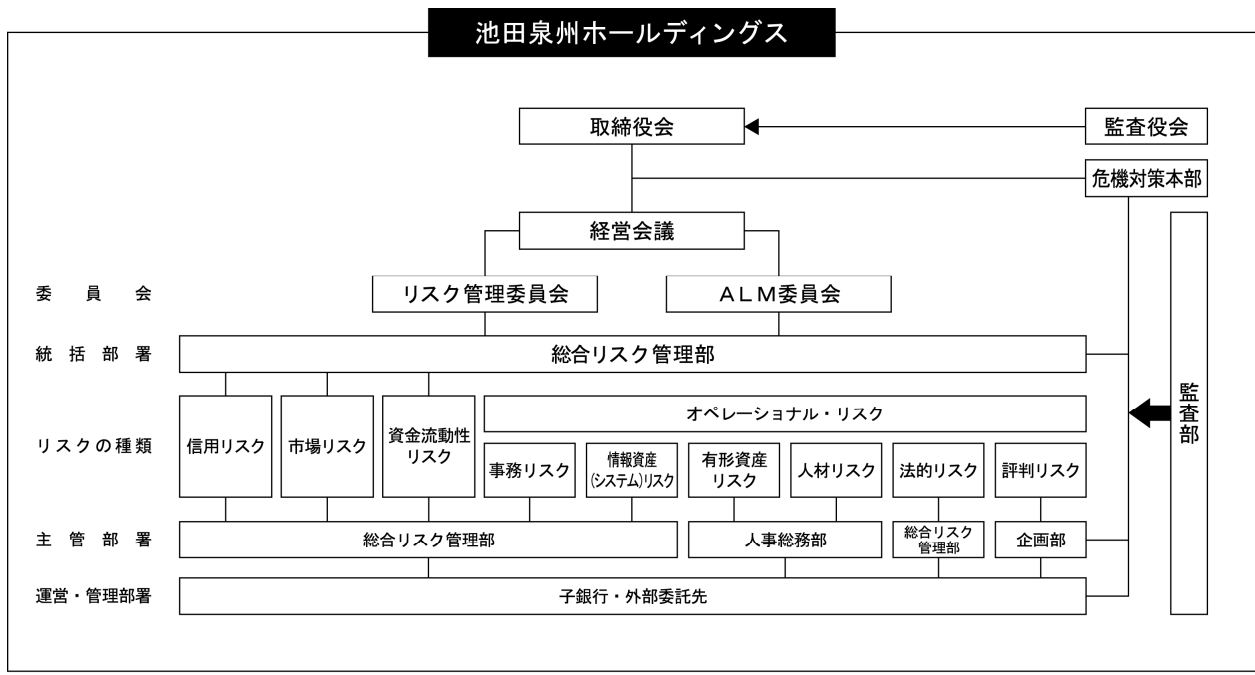 池田泉州ホールディングス
取締役会
監査役会
危機対策本部
経営会議
委員会
リスク管理委員会
ALM委員会
統括部署
総合リスク管理部
監査部
リスクの種類
信用リスク
市場リスク
資金流動性
リスク
オペレーショナル・リスク
事務リスク
情報資産
(システム)リスク
有形資産
リスク
人材リスク
法的リスク
評判リスク
主管部署
総合リスク管理部
人事総務部
総合リスク
管理部
企画部
運営・管理部署
子銀行・外部委託先